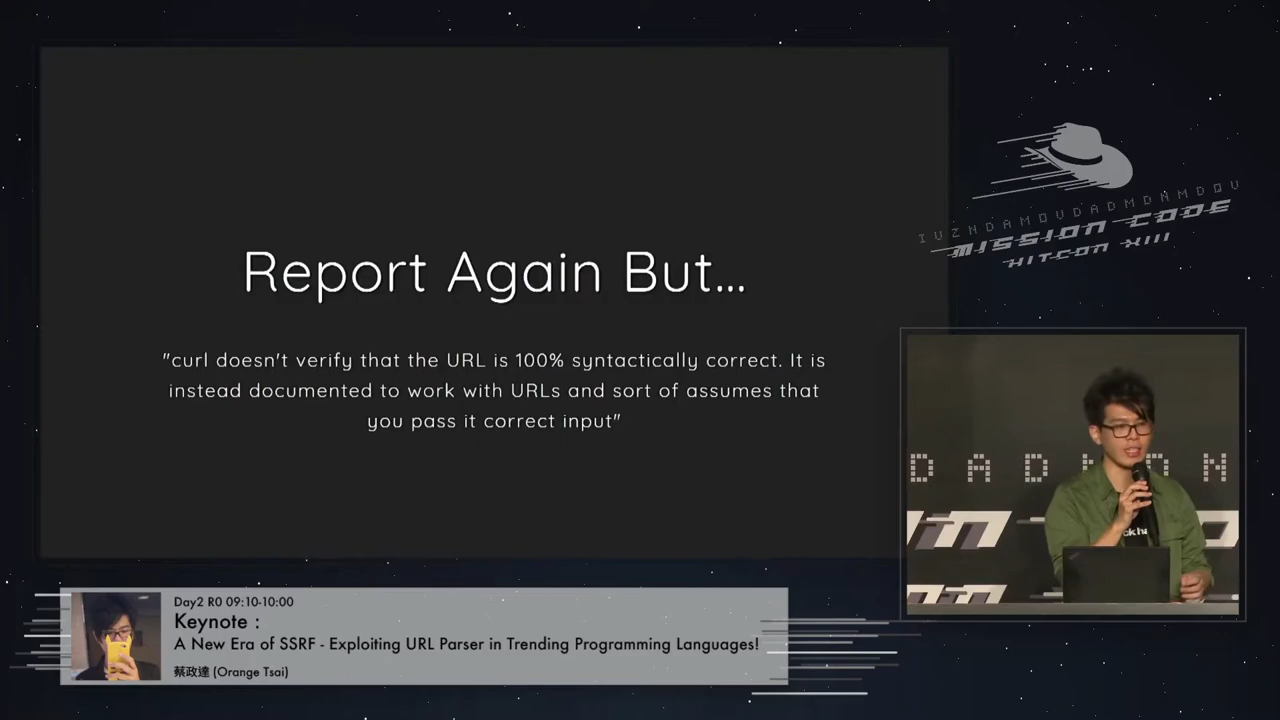 Report Again But...
"curl doesn't verify that the URL is 100% syntactically correct. It is
instead documented to work with URLs and sort of assumes that
you pass it correct input"
IUZNDAMOVDADMDNMDQU
MISSION CODE
HITCON XIII
D A D M
N
Day2 R0 09:10-10:00
Keynote :
A New Era of SSRF - Exploiting URL Parser in Trending Programming Languages!
蔡政達 (Orange Tsai)